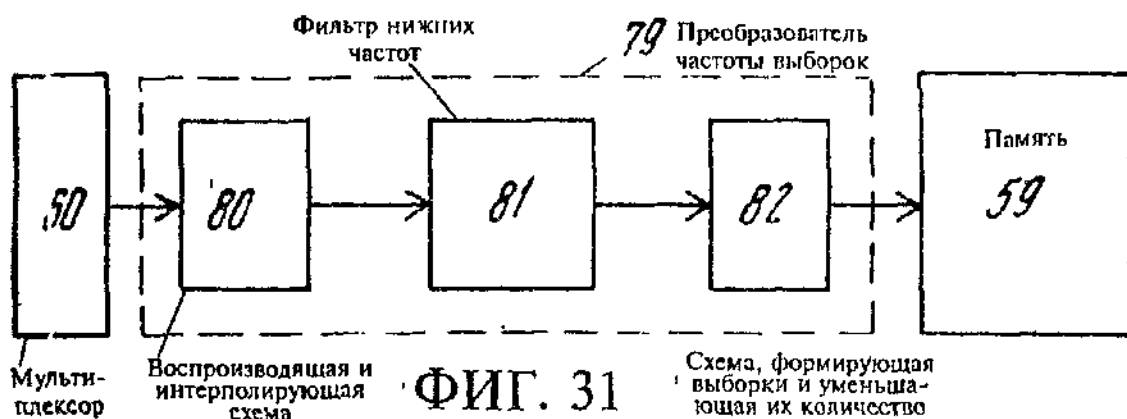 Фильтр нижних
частот
79 Преобразователь
частоты выборок
50
80
81
82
Память
59
Мульти-
плексор
Воспроизводящая и
интерполирующая
схема
ФИГ. 31
Схема, формирующая
выборки и уменьша-
ющая их количество